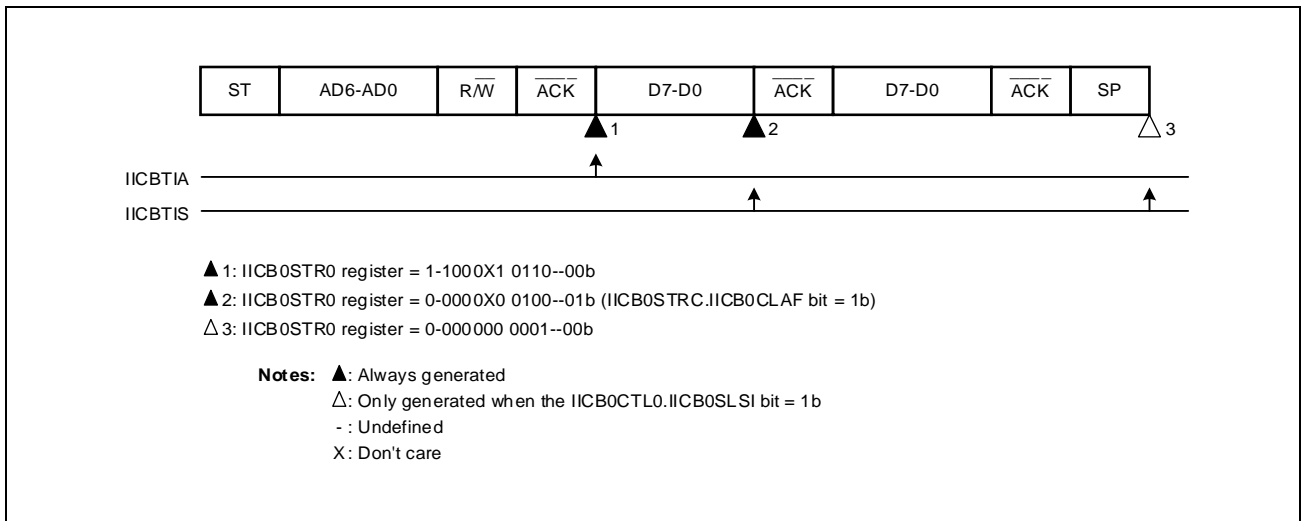 ST AD6-AD0 R/W ACK D7-D0 ACK D7-D0 ACK SP
▲1 ▲2 △3
IICBTIA
IICBTIS
▲1: IICB0STR0 register = 1-1000X1 0110--00b
▲2: IICB0STR0 register = 0-0000X0 0100--01b (IICB0STRC.IICB0CLAF bit = 1b)
△3: IICB0STR0 register = 0-000000 0001--00b
Notes: ▲: Always generated
△: Only generated when the IICB0CTL0.IICB0SLSI bit = 1b
- : Undefined
X: Don't care